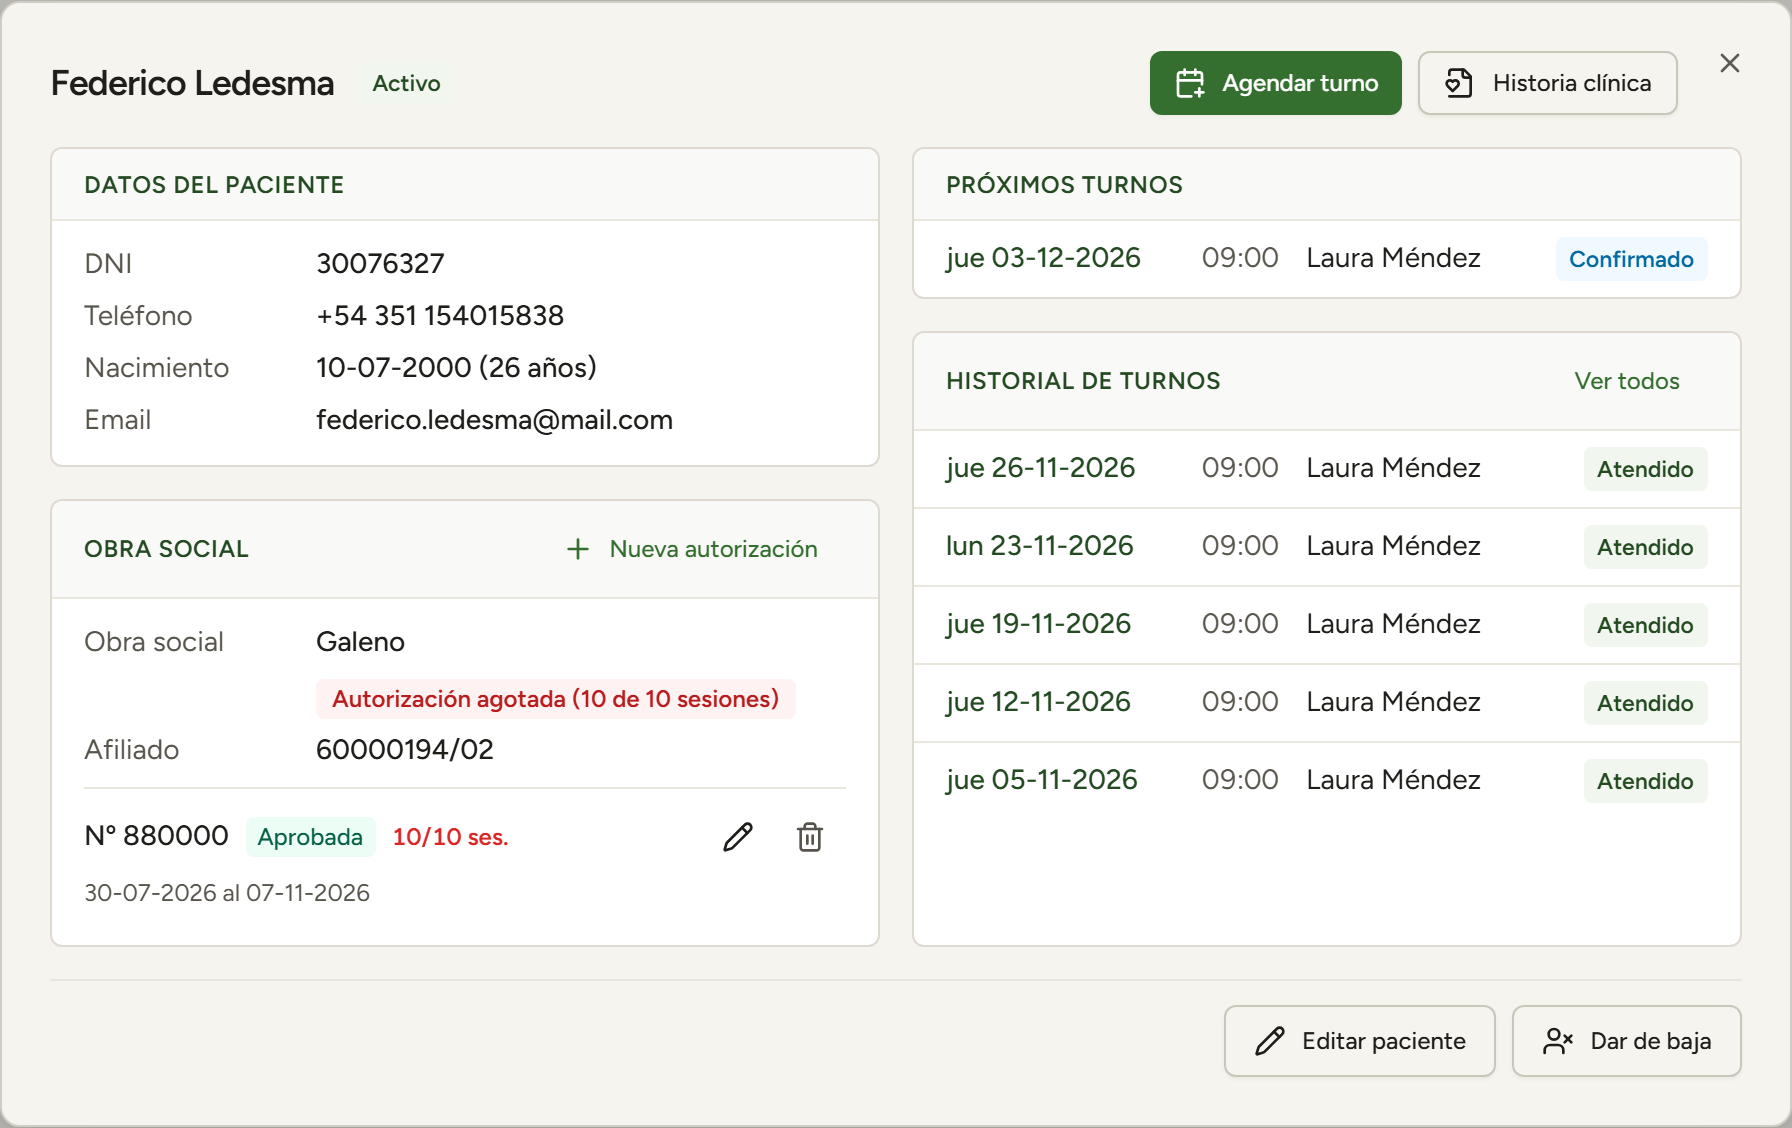 Federico Ledesma Activo
Agendar turno
Historia clínica
DATOS DEL PACIENTE
DNI 30076327
Teléfono +54 351 154015838
Nacimiento 10-07-2000 (26 años)
Email federico.ledesma@mail.com
OBRA SOCIAL
Nueva autorización
Obra social Galeno
Autorización agotada (10 de 10 sesiones)
Afiliado 60000194/02
N° 880000 Aprobada 10/10 ses.
30-07-2026 al 07-11-2026
PRÓXIMOS TURNOS
jue 03-12-2026 09:00 Laura Méndez Confirmado
HISTORIAL DE TURNOS
Ver todos
jue 26-11-2026 09:00 Laura Méndez Atendido
lun 23-11-2026 09:00 Laura Méndez Atendido
jue 19-11-2026 09:00 Laura Méndez Atendido
jue 12-11-2026 09:00 Laura Méndez Atendido
jue 05-11-2026 09:00 Laura Méndez Atendido
Editar paciente
Dar de baja